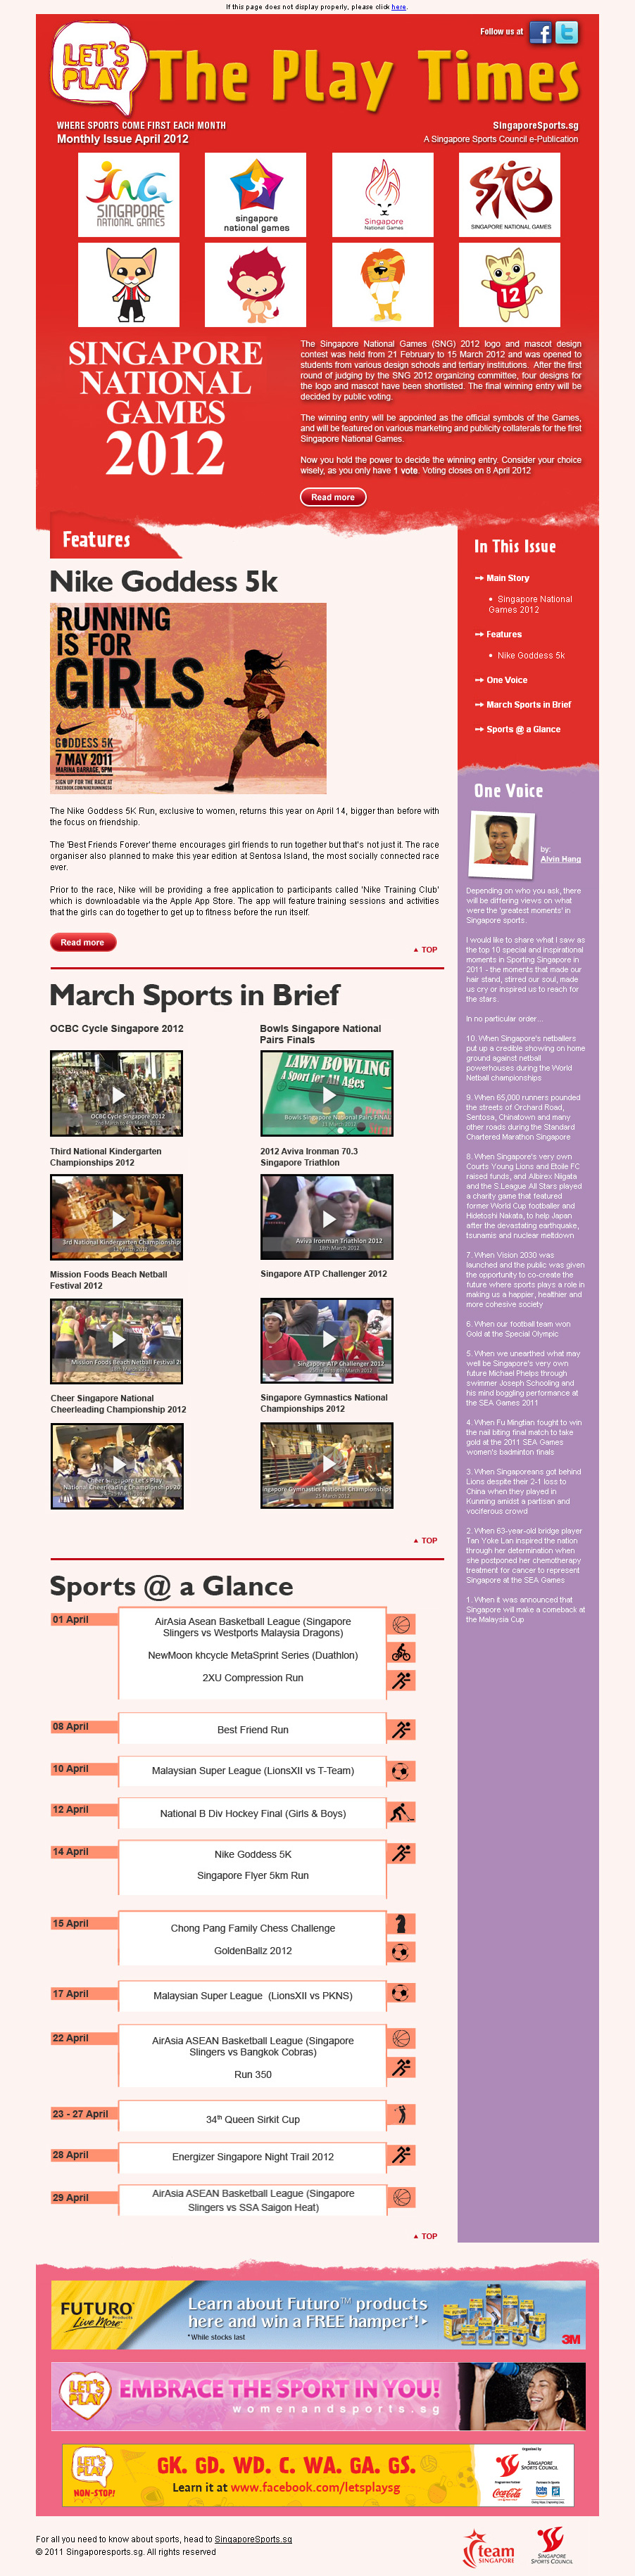 If this page does not display properly, please click here.
Follow us at
LET'S
PLAY
The Play Times
WHERE SPORTS COME FIRST EACH MONTH
Monthly Issue April 2012
SingaporeSports.sg
A Singapore Sports Council e-Publication
SINGAPORE
NATIONAL GAMES
singapore
national games
Singapore
National Games
SINGAPORE NATIONAL GAMES
12
SINGAPORE
NATIONAL
GAMES
2012
The Singapore National Games (SNG) 2012 logo and mascot design
contest was held from 21 February to 15 March 2012 and was opened to
students from various design schools and tertiary institutions. After the first
round of judging by the SNG 2012 organizing committee, four designs for
the logo and mascot have been shortlisted. The final winning entry will be
decided by public voting.
The winning entry will be appointed as the official symbols of the Games,
and will be featured on various marketing and publicity collaterals for the first
Singapore National Games.
Now you hold the power to decide the winning entry. Consider your choice
wisely, as you only have 1 vote. Voting closes on 8 April 2012
Read more
Features
Nike Goddess 5k
RUNNING
IS FOR
GIRLS
GODDESS 5K
7 MAY 2011
MARINA BARRAGE, 5PM
SIGN UP FOR THE RACE AT
FACEBOOK.COM/NIKERUNNINGSG
The Nike Goddess 5K Run, exclusive to women, returns this year on April 14, bigger than before with
the focus on friendship.
The 'Best Friends Forever' theme encourages girl friends to run together but that's not just it. The race
organiser also planned to make this year edition at Sentosa Island, the most socially connected race
ever.
Prior to the race, Nike will be providing a free application to participants called 'Nike Training Club'
which is downloadable via the Apple App Store. The app will feature training sessions and activities
that the girls can do together to get up to fitness before the run itself.
Read more
TOP
In This Issue
Main Story
• Singapore National
Games 2012
Features
• Nike Goddess 5k
One Voice
March Sports in Brief
Sports @ a Glance
One Voice
by:
Alvin Hang
Depending on who you ask, there
will be differing views on what
were the 'greatest moments' in
Singapore sports.
I would like to share what I saw as
the top 10 special and inspirational
moments in Sporting Singapore in
2011 - the moments that made our
hair stand, stirred our soul, made
us cry or inspired us to reach for
the stars.
In no particular order...
10. When Singapore's netballers
put up a credible showing on home
ground against netball
powerhouses during the World
Netball championships
9. When 65,000 runners pounded
the streets of Orchard Road,
Sentosa, Chinatown and many
other roads during the Standard
Chartered Marathon Singapore
8. When Singapore's very own
Courts Young Lions and Etoile FC
raised funds, and Albirex Niigata
and the S.League All Stars played
a charity game that featured
former World Cup footballer and
Hidetoshi Nakata, to help Japan
after the devastating earthquake,
tsunamis and nuclear meltdown
7. When Vision 2030 was
launched and the public was given
the opportunity to co-create the
future where sports plays a role in
making us a happier, healthier and
more cohesive society
6. When our football team won
Gold at the Special Olympic
5. When we unearthed what may
well be Singapore's very own
future Michael Phelps through
swimmer Joseph Schooling and
his mind boggling performance at
the SEA Games 2011
4. When Fu Mingtian fought to win
the nail biting final match to take
gold at the 2011 SEA Games
women's badminton finals
3. When Singaporeans got behind
Lions despite their 2-1 loss to
China when they played in
Kunming amidst a partisan and
vociferous crowd
2. When 63-year-old bridge player
Tan Yoke Lan inspired the nation
through her determination when
she postponed her chemotherapy
treatment for cancer to represent
Singapore at the SEA Games
1. When it was announced that
Singapore will make a comeback at
the Malaysia Cup
March Sports in Brief
OCBC Cycle Singapore 2012
OCBC Cycle Singapore 2012
Bowls Singapore National
Pairs Finals
LAWN BOWLING
A Sport for All Ages
Bowls Singapore National Pairs FINAL
Third National Kindergarten
Championships 2012
3rd National Kindergarten Championships
2012 Aviva Ironman 70.3
Singapore Triathlon
Aviva Ironman Triathlon 2012
18th March 2012
Mission Foods Beach Netball
Festival 2012
Mission Foods Beach Netball Festival 2
Singapore ATP Challenger 2012
Singapore ATP Challenger 2012
Cheer Singapore National
Cheerleading Championship 2012
Cheer Singapore Let's Play
National Cheerleading Championships 201
Singapore Gymnastics National
Championships 2012
ingapore Gymnastics National Championships
TOP
Sports @ a Glance
01 April
AirAsia Asean Basketball League (Singapore
Slingers vs Westports Malaysia Dragons)
NewMoon khcycle MetaSprint Series (Duathlon)
2XU Compression Run
08 April
Best Friend Run
10 April
Malaysian Super League (LionsXII vs T-Team)
12 April
National B Div Hockey Final (Girls & Boys)
14 April
Nike Goddess 5K
Singapore Flyer 5km Run
15 April
Chong Pang Family Chess Challenge
GoldenBallz 2012
17 April
Malaysian Super League (LionsXII vs PKNS)
22 April
AirAsia ASEAN Basketball League (Singapore
Slingers vs Bangkok Cobras)
Run 350
23 - 27 April
34th Queen Sirkit Cup
28 April
Energizer Singapore Night Trail 2012
29 April
AirAsia ASEAN Basketball League (Singapore
Slingers vs SSA Saigon Heat)
TOP
FUTURO
Live More
Learn about Futuro™ products
here and win a FREE hamper*!
*While stocks last
3M
LET'S
PLAY
EMBRACE THE SPORT IN YOU!
womenandsports.sg
LET'S
PLAY
NON-STOP!
GK. GD. WD. C. WA. GA. GS.
Learn it at www.facebook.com/letsplaysg
SINGAPORE
SPORTS COUNCIL
Coca-Cola
tote
For all you need to know about sports, head to SingaporeSports.sg
© 2011 Singaporesports.sg. All rights reserved
team
SINGAPORE
SINGAPORE
SPORTS COUNCIL